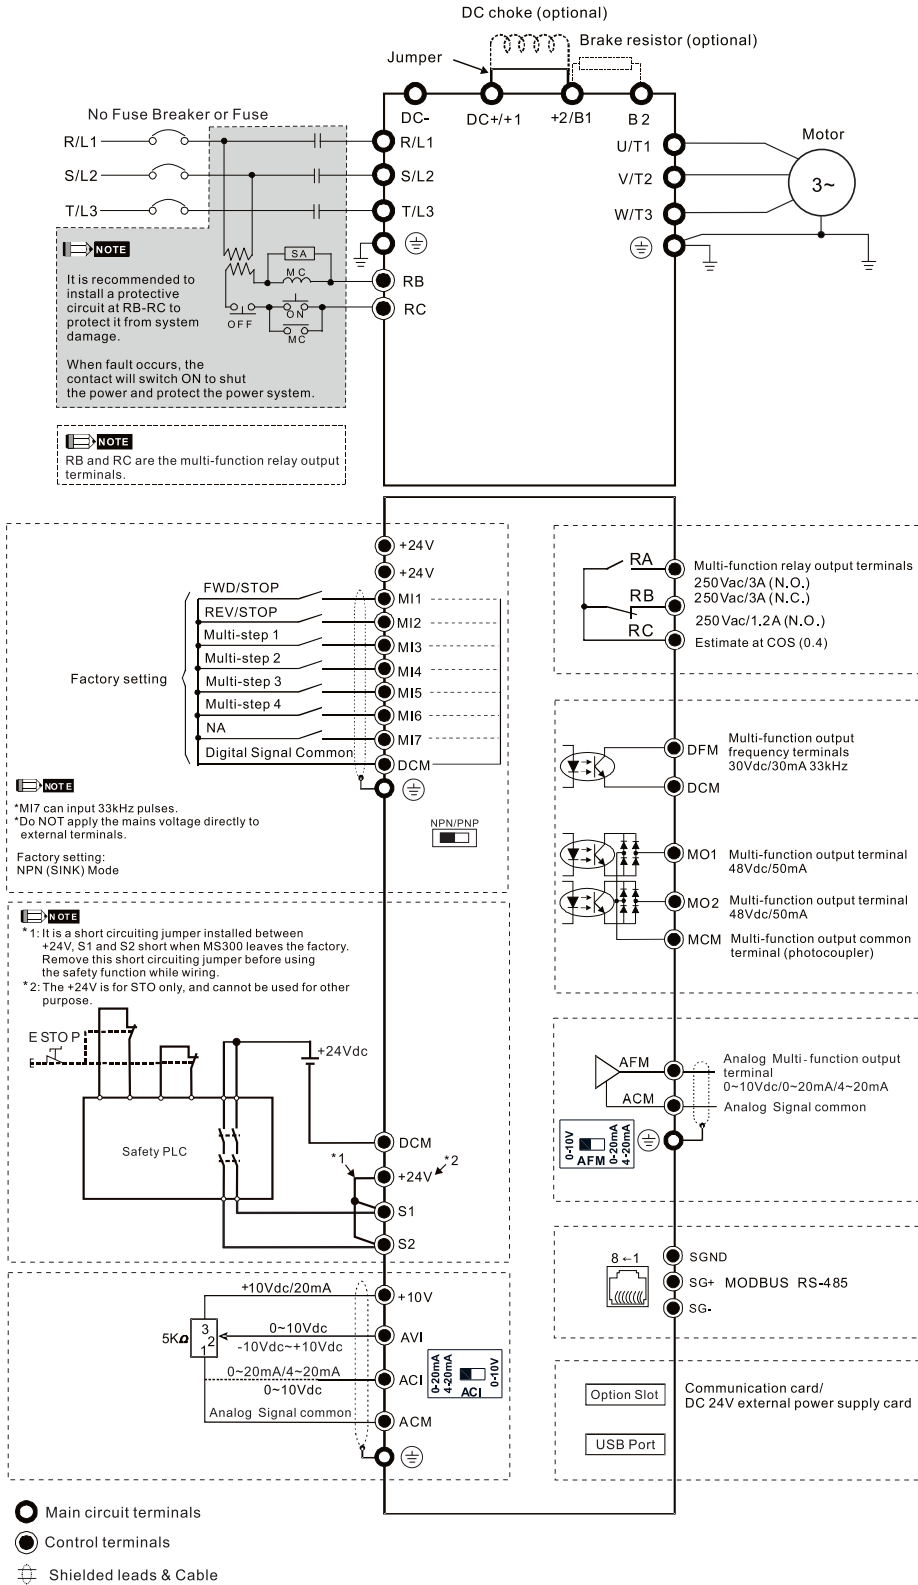 DC choke (optional)
Brake resistor (optional)
Jumper
DC-
DC+/+1
+2/B1
B2
No Fuse Breaker or Fuse
R/L1
S/L2
T/L3
R/L1
S/L2
T/L3
RB
RC
U/T1
V/T2
W/T3
Motor
3~
SA
MC
OFF
ON
MC
NOTE
It is recommended to
install a protective
circuit at RB-RC to
protect it from system
damage.
When fault occurs, the
contact will switch ON to shut
the power and protect the power system.
NOTE
RB and RC are the multi-function relay output
terminals.
+24V
+24V
FWD/STOP
MI1
REV/STOP
MI2
Multi-step 1
MI3
Multi-step 2
MI4
Factory setting
Multi-step 3
MI5
Multi-step 4
MI6
NA
MI7
Digital Signal Common
DCM
NOTE
*MI7 can input 33kHz pulses.
*Do NOT apply the mains voltage directly to
external terminals.
Factory setting:
NPN (SINK) Mode
NPN/PNP
RA
RB
RC
Multi-function relay output terminals
250Vac/3A (N.O.)
250Vac/3A (N.C.)
250Vac/1.2A (N.O.)
Estimate at COS (0.4)
DFM
Multi-function output
frequency terminals
30Vdc/30mA 33kHz
DCM
MO1
Multi-function output terminal
48Vdc/50mA
MO2
Multi-function output terminal
48Vdc/50mA
MCM
Multi-function output common
terminal (photocoupler)
NOTE
*1: It is a short circuiting jumper installed between
+24V, S1 and S2 short when MS300 leaves the factory.
Remove this short circuiting jumper before using
the safety function while wiring.
*2: The +24V is for STO only, and cannot be used for other
purpose.
ESTOP
+24Vdc
Safety PLC
DCM
*1
*2
+24V
S1
S2
AFM
ACM
Analog Multi-function output
terminal
0~10Vdc/0~20mA/4~20mA
Analog Signal common
0-10V
AFM
0-20mA
4-20mA
8←1
SGND
SG+
MODBUS RS-485
SG-
+10Vdc/20mA
+10V
5KΩ
3
2
1
0~10Vdc
-10Vdc~+10Vdc
AVI
0~20mA/4~20mA
0~10Vdc
ACI
0-20mA
4-20mA
ACI
0-10V
Analog Signal common
ACM
Option Slot
Communication card/
DC 24V external power supply card
USB Port
Main circuit terminals
Control terminals
Shielded leads & Cable